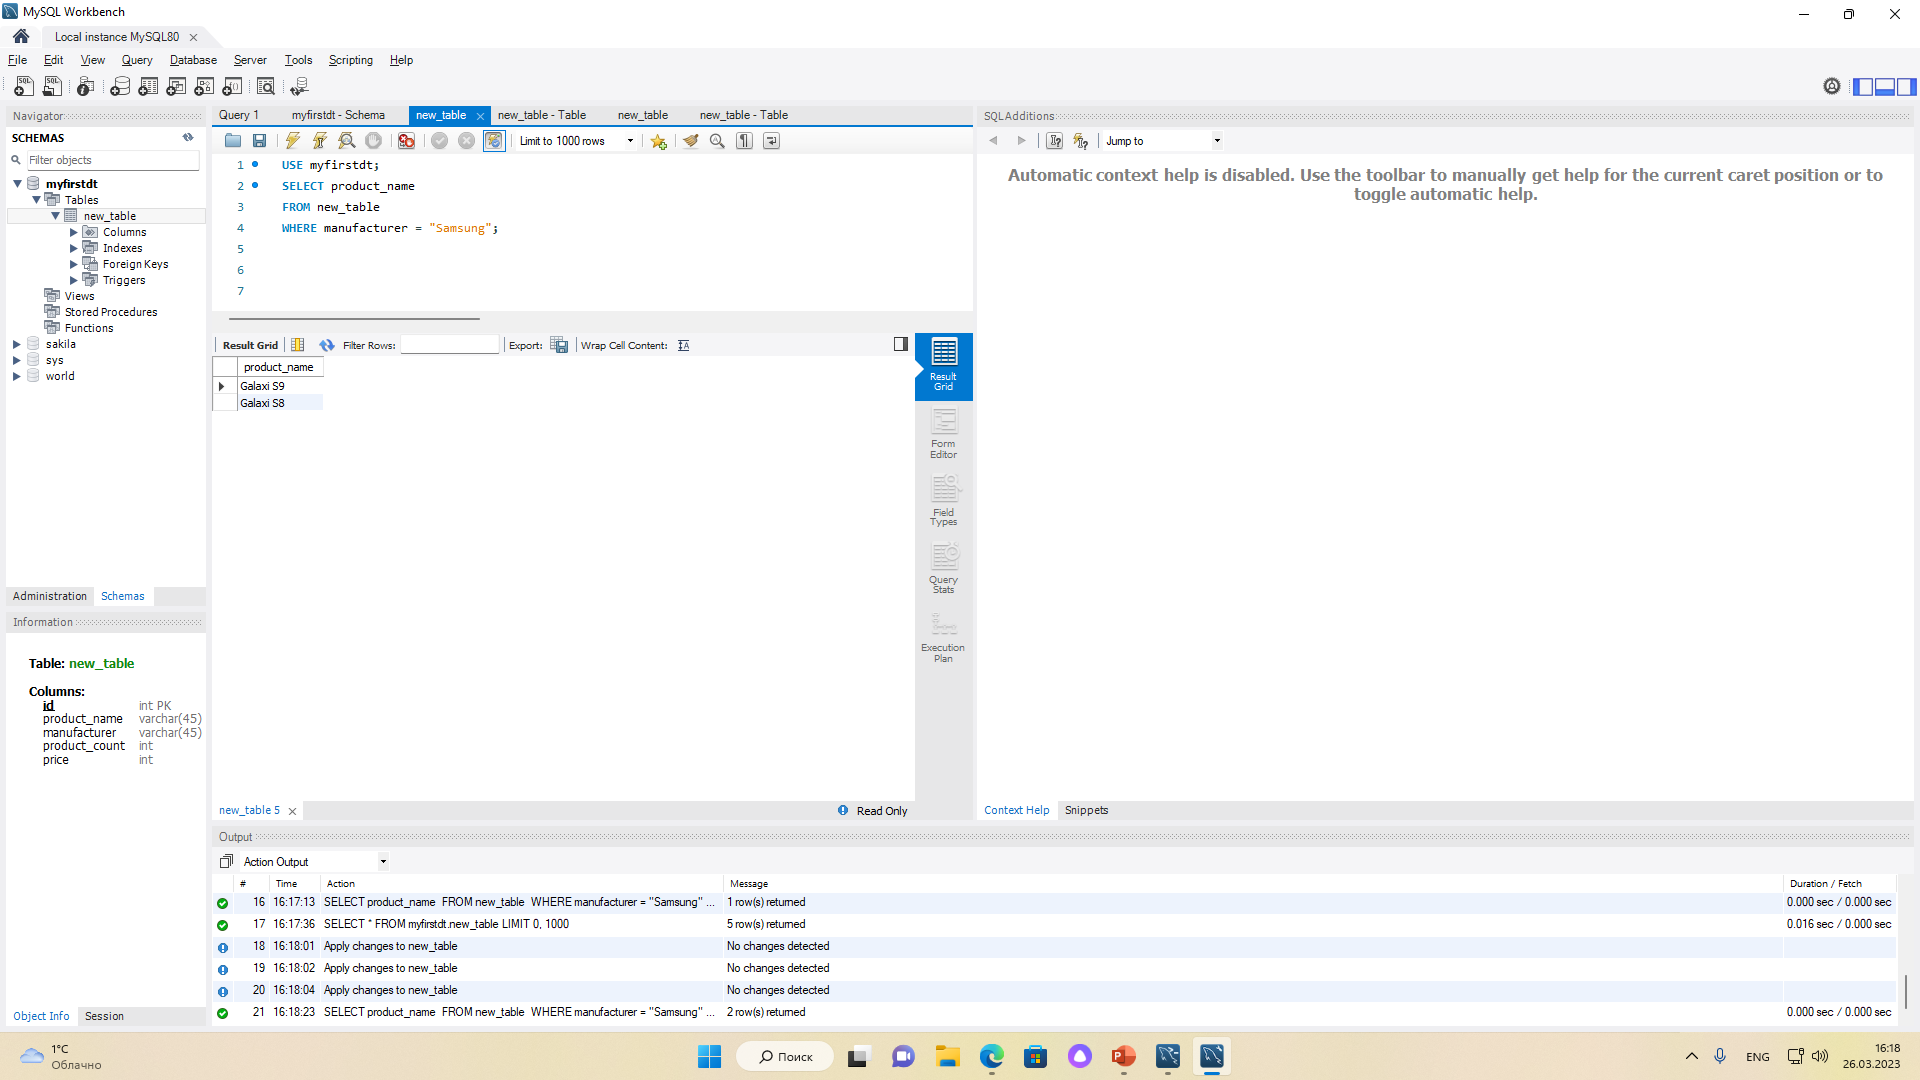 MySQL Workbench
Local instance MySQL80
File Edit View Query Database Server Tools Scripting Help
Navigator
SCHEMAS
Filter objects
myfirstdt
Tables
new_table
Columns
Indexes
Foreign Keys
Triggers
Views
Stored Procedures
Functions
sakila
sys
world
Administration Schemas
Information
Table: new_table
Columns:
id int PK
product_name varchar(45)
manufacturer varchar(45)
product_count int
price int
Object Info Session
Query 1 myfirstdt - Schema new_table new_table - Table new_table new_table - Table
Limit to 1000 rows
1 USE myfirstdt;
2 SELECT product_name
3 FROM new_table
4 WHERE manufacturer = "Samsung";
5
6
7
Result Grid Filter Rows: Export: Wrap Cell Content:
product_name
Galaxi S9
Galaxi S8
Result
Grid
Form
Editor
Field
Types
Query
Stats
Execution
Plan
new_table 5 Read Only
SQLAdditions
Jump to
Automatic context help is disabled. Use the toolbar to manually get help for the current caret position or to
toggle automatic help.
Context Help Snippets
Output
Action Output
# Time Action Message Duration / Fetch
16 16:17:13 SELECT product_name FROM new_table WHERE manufacturer = "Samsung" ... 1 row(s) returned 0.000 sec / 0.000 sec
17 16:17:36 SELECT * FROM myfirstdt.new_table LIMIT 0, 1000 5 row(s) returned 0.016 sec / 0.000 sec
18 16:18:01 Apply changes to new_table No changes detected
19 16:18:02 Apply changes to new_table No changes detected
20 16:18:04 Apply changes to new_table No changes detected
21 16:18:23 SELECT product_name FROM new_table WHERE manufacturer = "Samsung" ... 2 row(s) returned 0.000 sec / 0.000 sec
1°C
Облачно
Поиск
ENG
16:18
26.03.2023